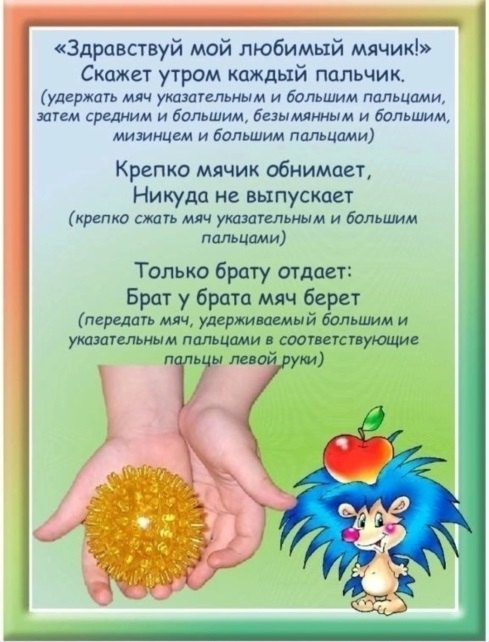 «Здравствуй мой любимый мячик!»
Скажет утром каждый пальчик.
(удержать мяч указательным и большим пальцами,
затем средним и большим, безымянным и большим,
мизинцем и большим пальцами)
Крепко мячик обнимает,
Никуда не выпускает
(крепко сжать мяч указательным и большим
пальцами)
Только брату отдает:
Брат у брата мяч берет
(передать мяч, удерживаемый большим и
указательным пальцами в соответствующие
пальцы левой руки)